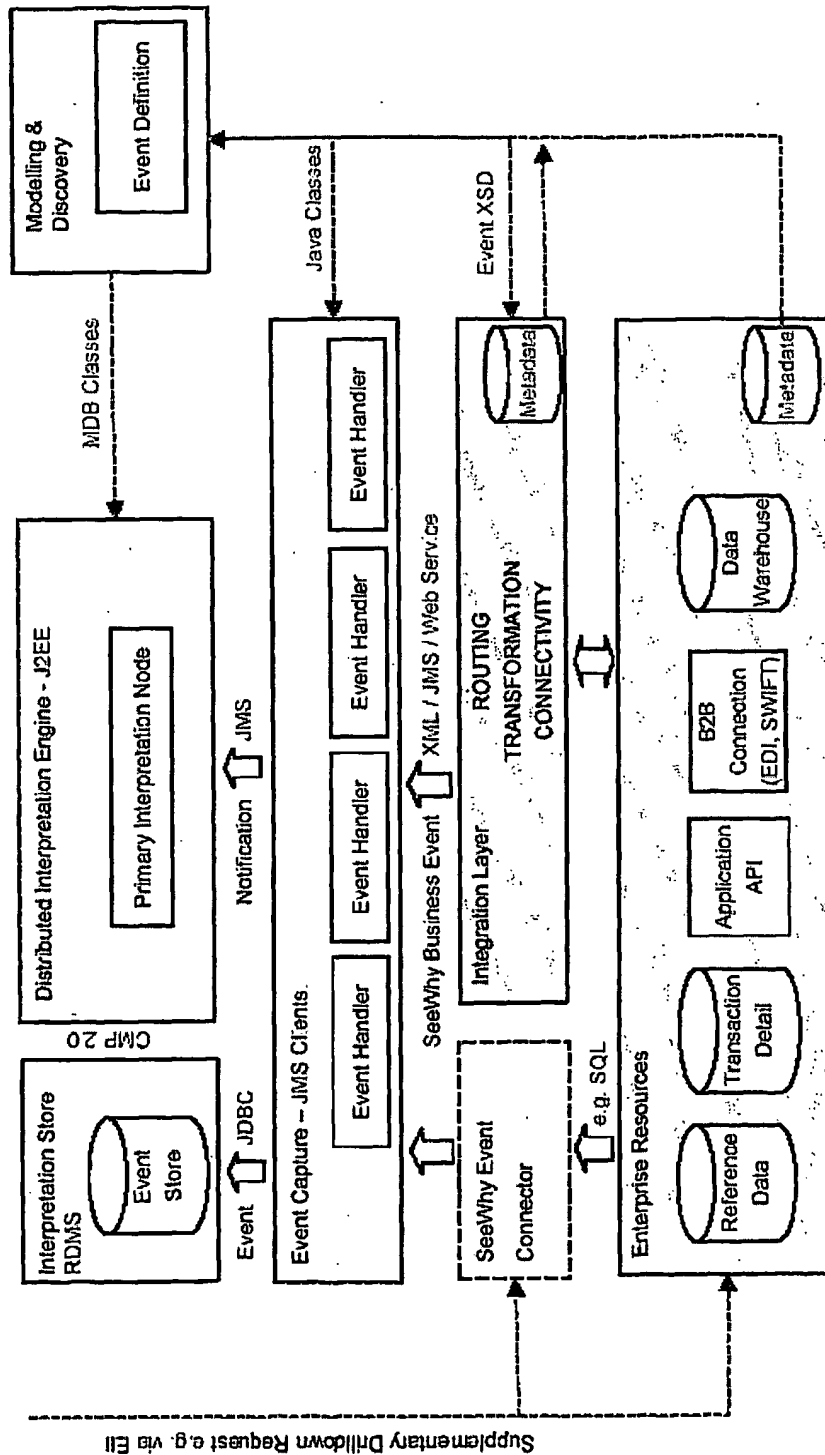 Supplementary Drilldown Request e.g. via EII
Interpretation Store
RDMS
Event
Store
CMP 2.0
Distributed Interpretation Engine - J2EE
Primary Interpretation Node
MDB Classes
Modelling &
Discovery
Event Definition
Event
JDBC
Notification
JMS
Event Capture – JMS Clients
Event Handler
Event Handler
Event Handler
Event Handler
Java Classes
SeeWhy Business Event
XML / JMS / Web Service
SeeWhy Event
Connector
Integration Layer
ROUTING
TRANSFORMATION
CONNECTIVITY
Metadata
Event XSD
e.g. SQL
Enterprise Resources
Reference
Data
Transaction
Detail
Application
API
B2B
Connection
(EDI, SWIFT)
Data
Warehouse
Metadata